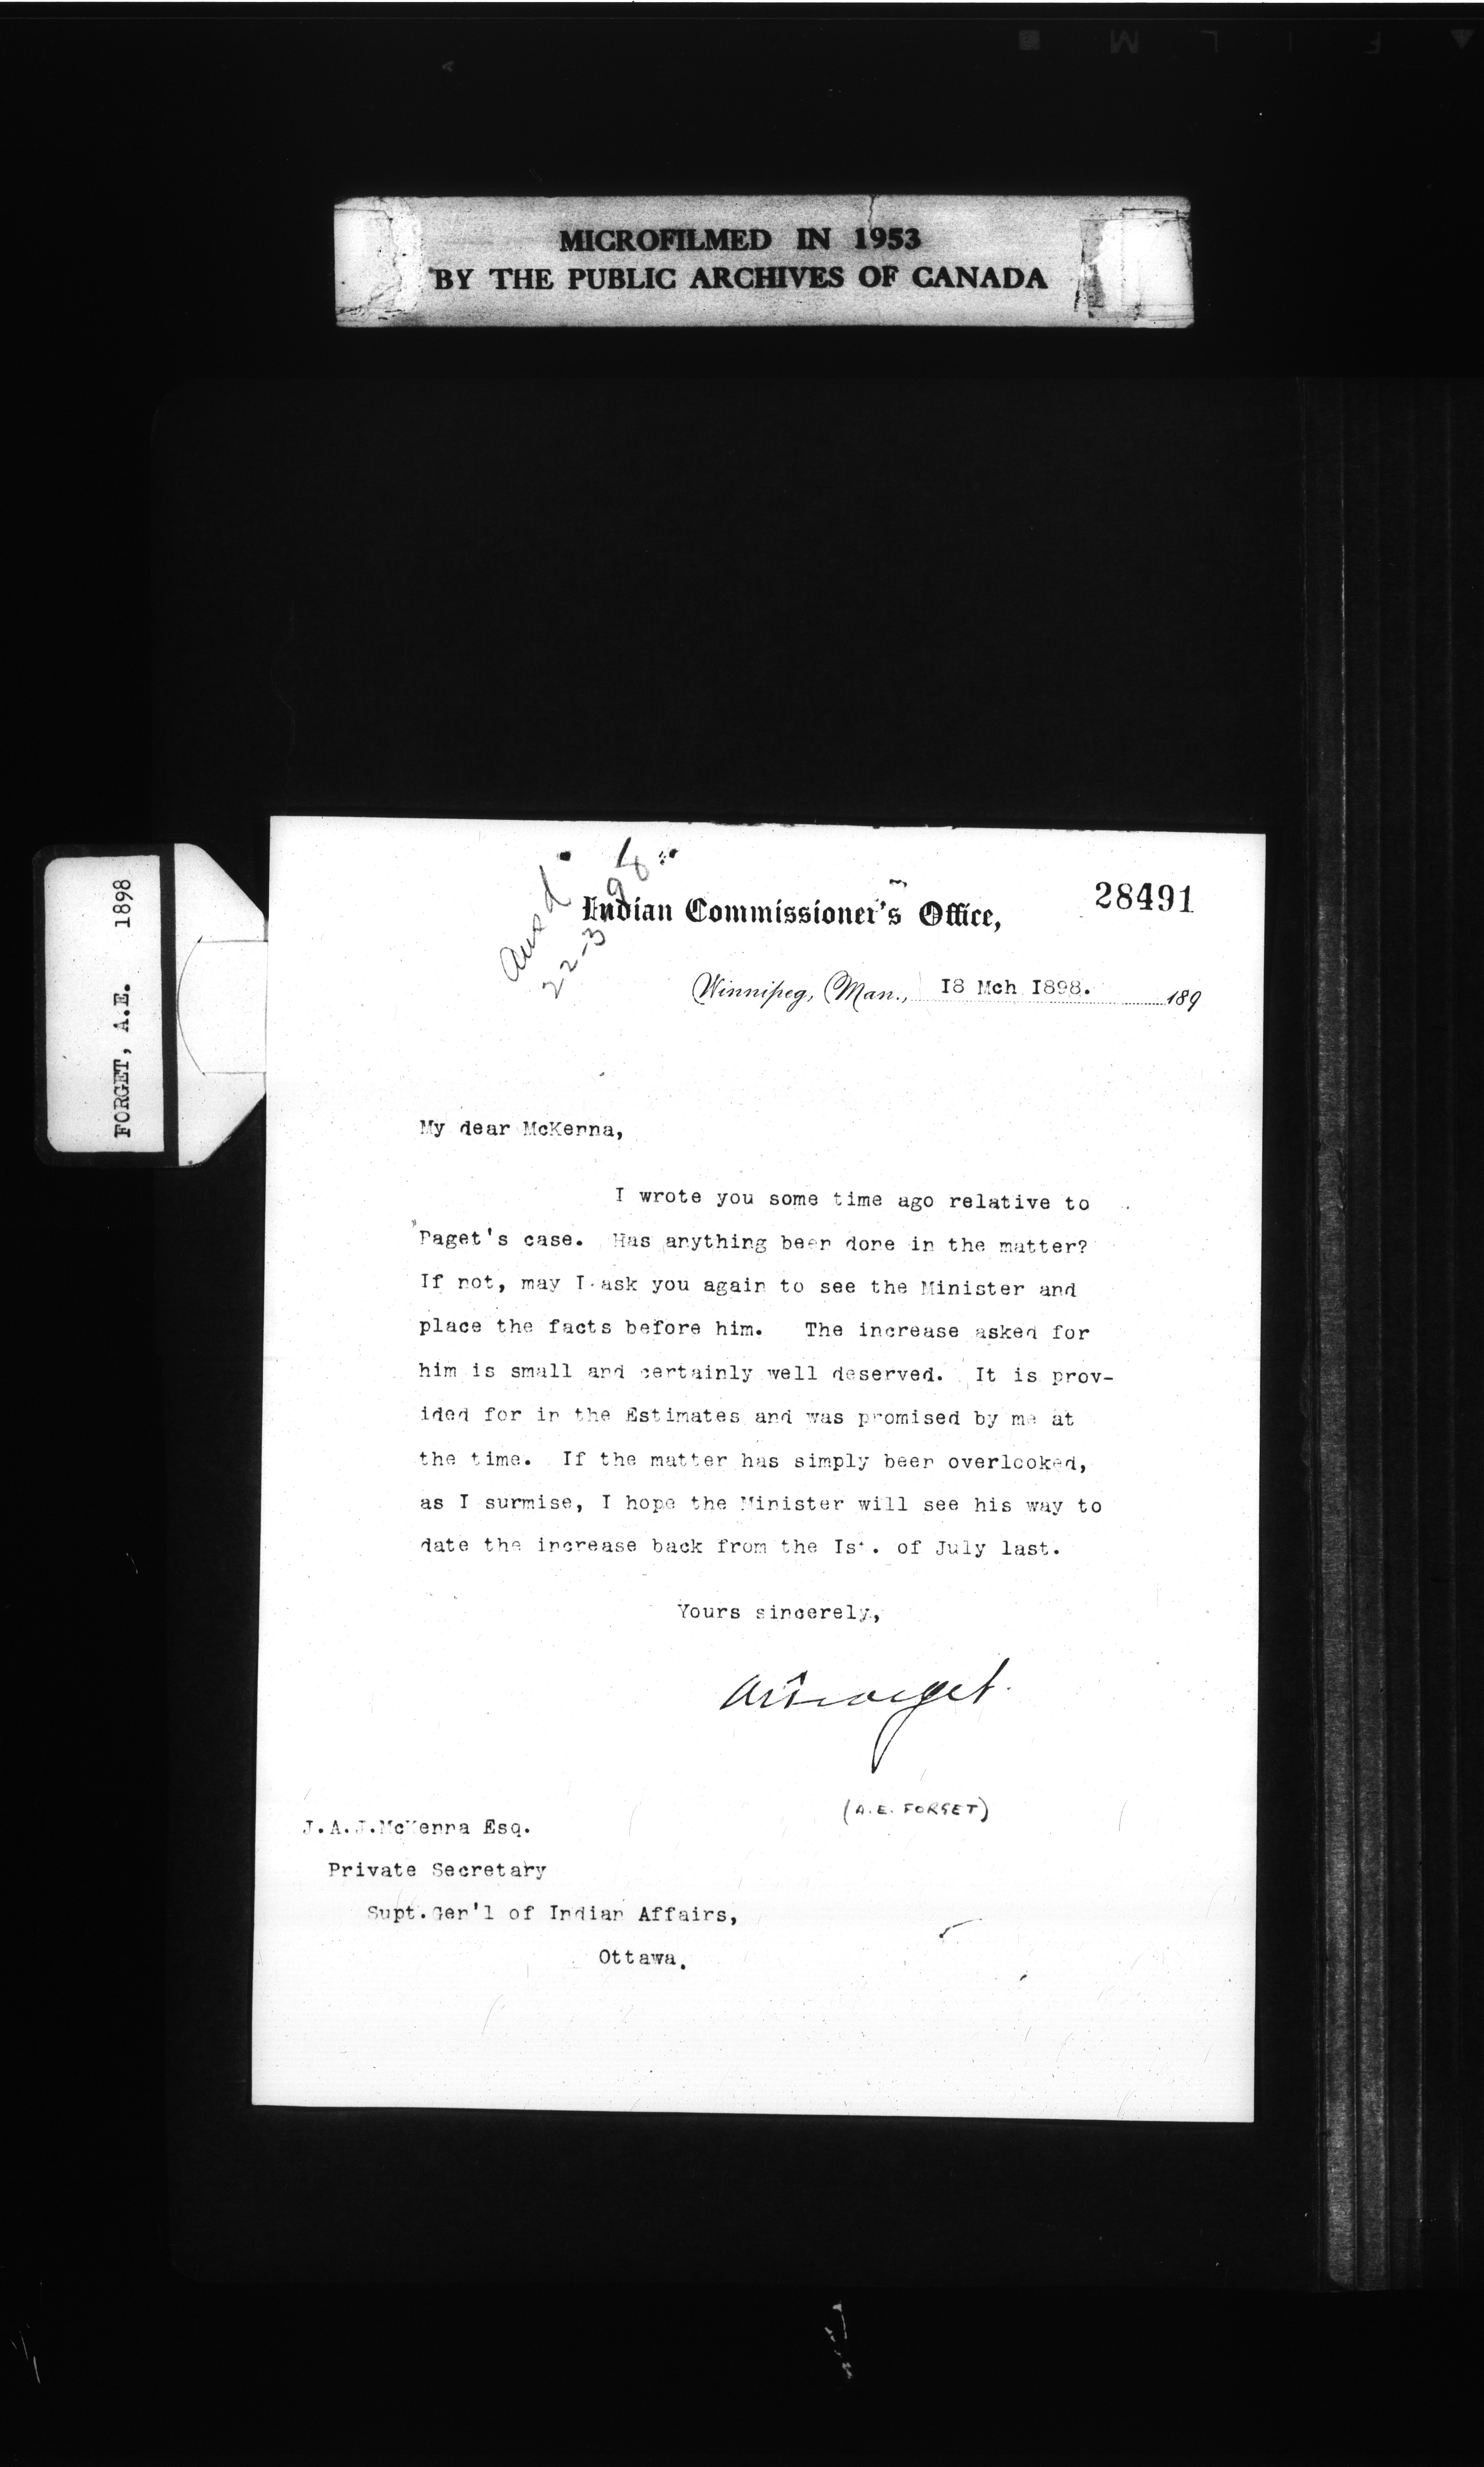 MICROFILMED IN 1953
BY THE PUBLIC ARCHIVES OF CANADA
FORGET, A.E. 1898
Ansd
22-3-98
28491
Indian Commissioner's Office,
Winnipeg, Man., 18 Mch 1898. 189
My dear McKenna,
I wrote you some time ago relative to
Paget's case. Has anything been done in the matter?
If not, may I ask you again to see the Minister and
place the facts before him. The increase asked for
him is small and certainly well deserved. It is prov-
ided for in the Estimates and was promised by me at
the time. If the matter has simply been overlooked,
as I surmise, I hope the Minister will see his way to
date the increase back from the Ist. of July last.
Yours sincerely,
AEForget.
(A.E. FORGET)
J.A.J.McKenna Esq.
Private Secretary
Supt.Gen'l of Indian Affairs,
Ottawa.